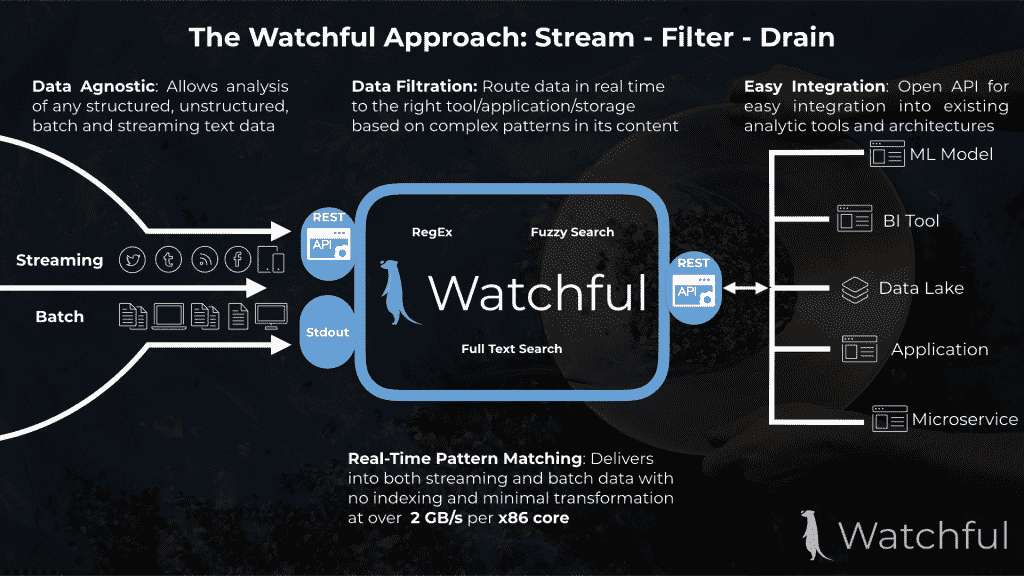 The Watchful Approach: Stream - Filter - Drain
Data Agnostic: Allows analysis
of any structured, unstructured,
batch and streaming text data
Data Filtration: Route data in real time
to the right tool/application/storage
based on complex patterns in its content
Easy Integration: Open API for
easy integration into existing
analytic tools and architectures
Streaming
Batch
REST
API
Stdout
RegEx
Fuzzy Search
Watchful
Full Text Search
REST
API
ML Model
BI Tool
Data Lake
Application
Microservice
Real-Time Pattern Matching: Delivers
into both streaming and batch data with
no indexing and minimal transformation
at over 2 GB/s per x86 core
Watchful